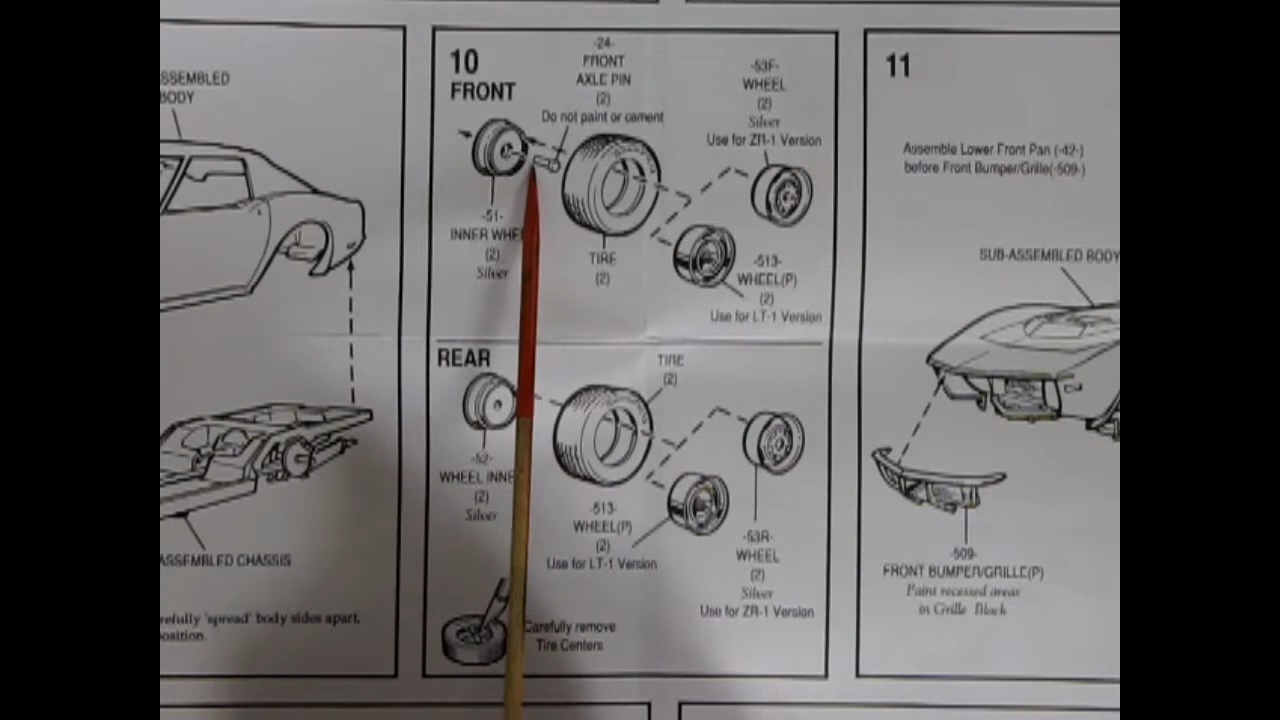 SSEMBLED
BODY
ASSEMBLED CHASSIS
refully 'spread' body sides apart,
osition.
10
FRONT
-24-
FRONT
AXLE PIN
(2)
Do not paint or cement
-53F-
WHEEL
(2)
Silver
Use for ZR-1 Version
-51-
INNER WHE
(2)
Silver
TIRE
(2)
-513-
WHEEL(P)
(2)
Use for LT-1 Version
REAR
TIRE
(2)
-52-
WHEEL INNE
(2)
Silver
-513-
WHEEL(P)
(2)
Use for LT-1 Version
-53R-
WHEEL
(2)
Silver
Use for ZR-1 Version
Carefully remove
Tire Centers
11
Assemble Lower Front Pan (-42-)
before Front Bumper/Grille(-509-)
SUB-ASSEMBLED BODY
-509-
FRONT BUMPER/GRILLE(P)
Paint recessed areas
in Grille Black